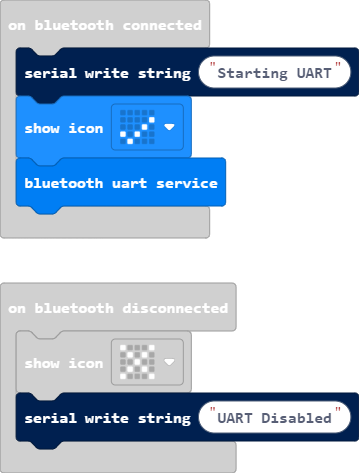 on bluetooth connected
serial write string "Starting UART"
show icon
bluetooth uart service
on bluetooth disconnected
show icon
serial write string "UART Disabled"